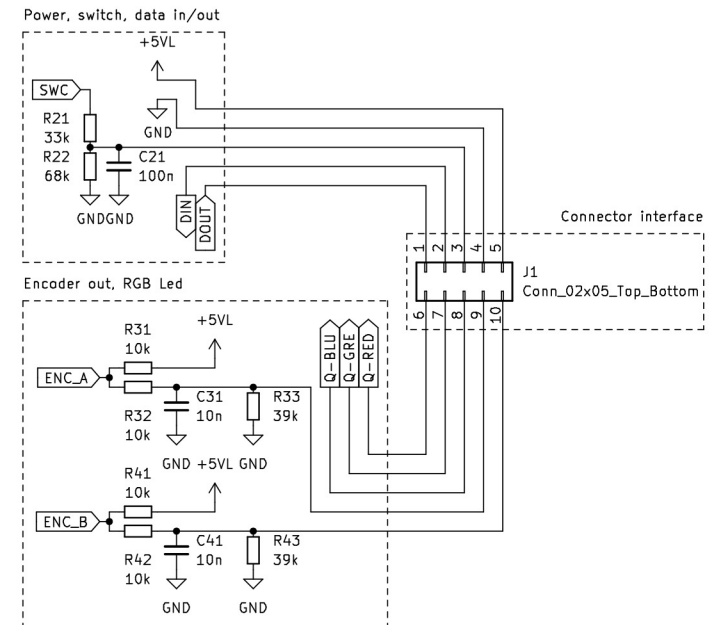 Power, switch, data in/out
+5VL
SWC
R21
33k
GND
R22
68k
C21
100n
GND
GND
DIN
DOUT
Connector interface
1
2
3
4
5
J1
Conn_02x05_Top_Bottom
6
7
8
9
10
Encoder out, RGB Led
R31
10k
+5VL
Q-BLU
Q-GRE
Q-RED
ENC_A
R32
10k
C31
10n
R33
39k
GND
GND
R41
10k
+5VL
ENC_B
R42
10k
C41
10n
R43
39k
GND
GND